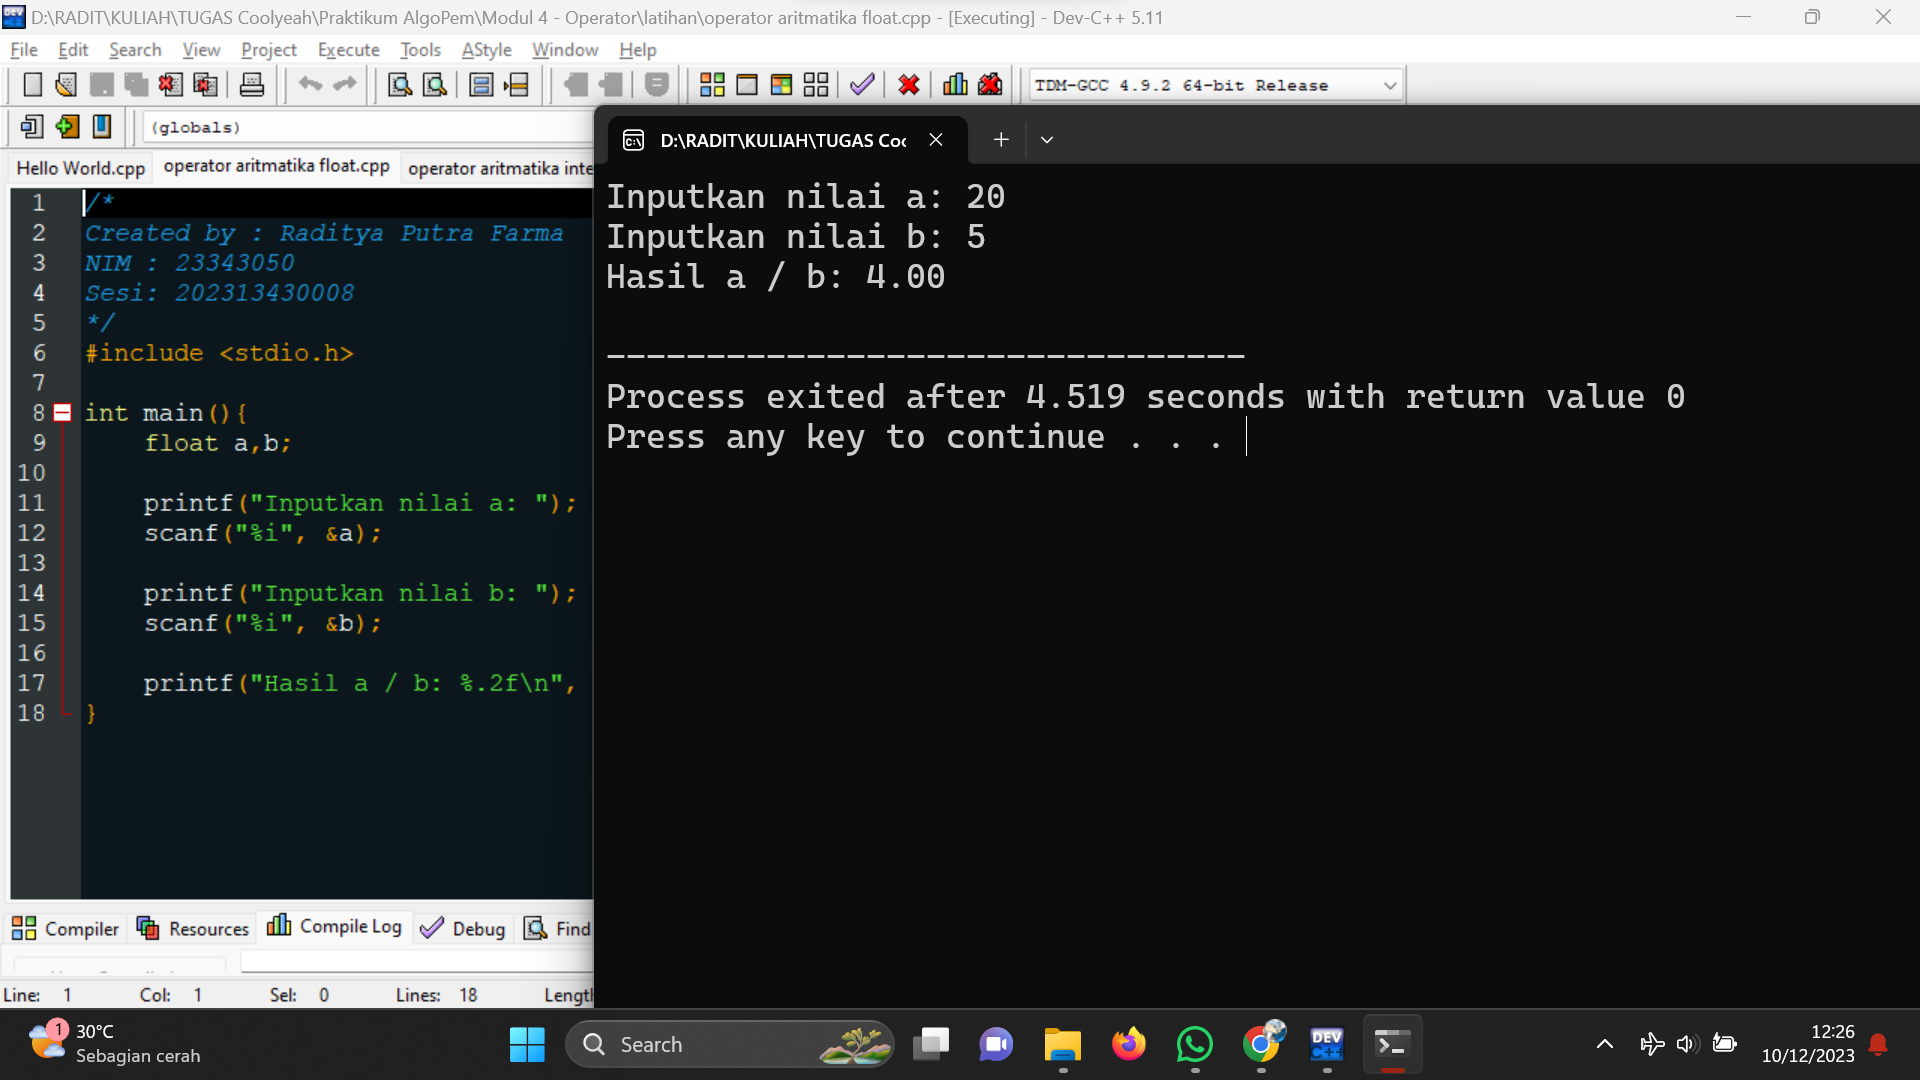 D:\RADIT\KULIAH\TUGAS Coolyeah\Praktikum AlgoPem\Modul 4 - Operator\latihan\operator aritmatika float.cpp - [Executing] - Dev-C++ 5.11
File Edit Search View Project Execute Tools AStyle Window Help
TDM-GCC 4.9.2 64-bit Release
(globals)
Hello World.cpp operator aritmatika float.cpp operator aritmatika inte
1 /*
2 Created by : Raditya Putra Farma
3 NIM : 23343050
4 Sesi: 202313430008
5 */
6 #include <stdio.h>
7
8 int main(){
9 float a,b;
10
11 printf("Inputkan nilai a: ");
12 scanf("%i", &a);
13
14 printf("Inputkan nilai b: ");
15 scanf("%i", &b);
16
17 printf("Hasil a / b: %.2f\n",
18 }
D:\RADIT\KULIAH\TUGAS Coc
Inputkan nilai a: 20
Inputkan nilai b: 5
Hasil a / b: 4.00
--------------------------------
Process exited after 4.519 seconds with return value 0
Press any key to continue . . .
Compiler Resources Compile Log Debug Find
Line: 1 Col: 1 Sel: 0 Lines: 18 Length
1 30°C
Sebagian cerah
Search
DEV C++
12:26
10/12/2023